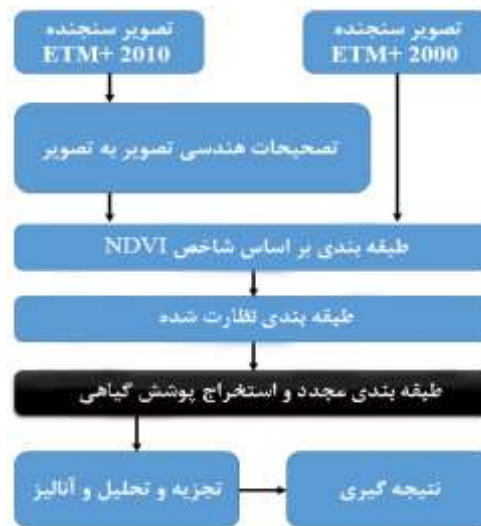 تصویر سنجنده
ETM+ 2000
تصویر سنجنده
ETM+ 2010
تصحیحات هندسی تصویر به تصویر
طبقه بندی بر اساس شاخص NDVI
طبقه بندی نظارت شده
طبقه بندی مجدد و استخراج پوشش گیاهی
تجزیه و تحلیل و آنالیز
نتیجه گیری